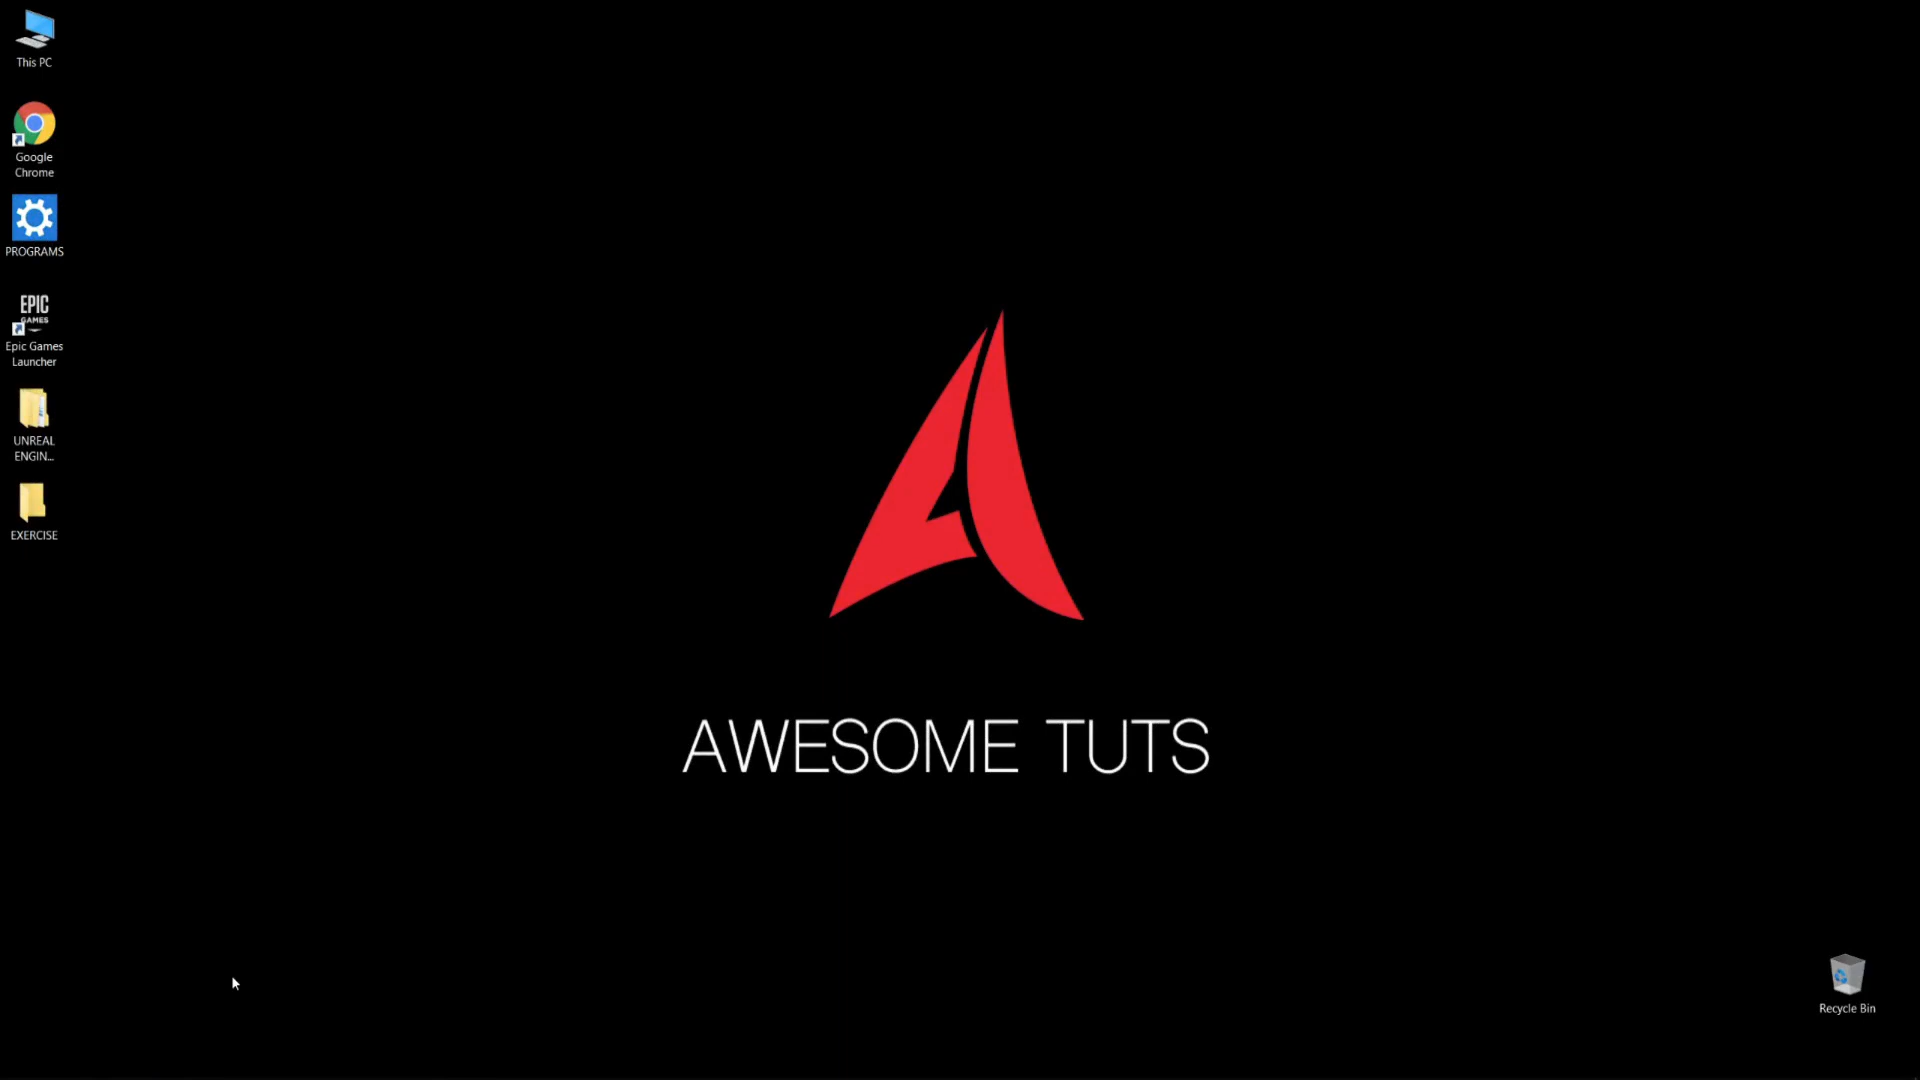 This PC
Google
Chrome
PROGRAMS
EPIC
GAMES
Epic Games
Launcher
UNREAL
ENGIN...
EXERCISE
AWESOME TUTS
Recycle Bin